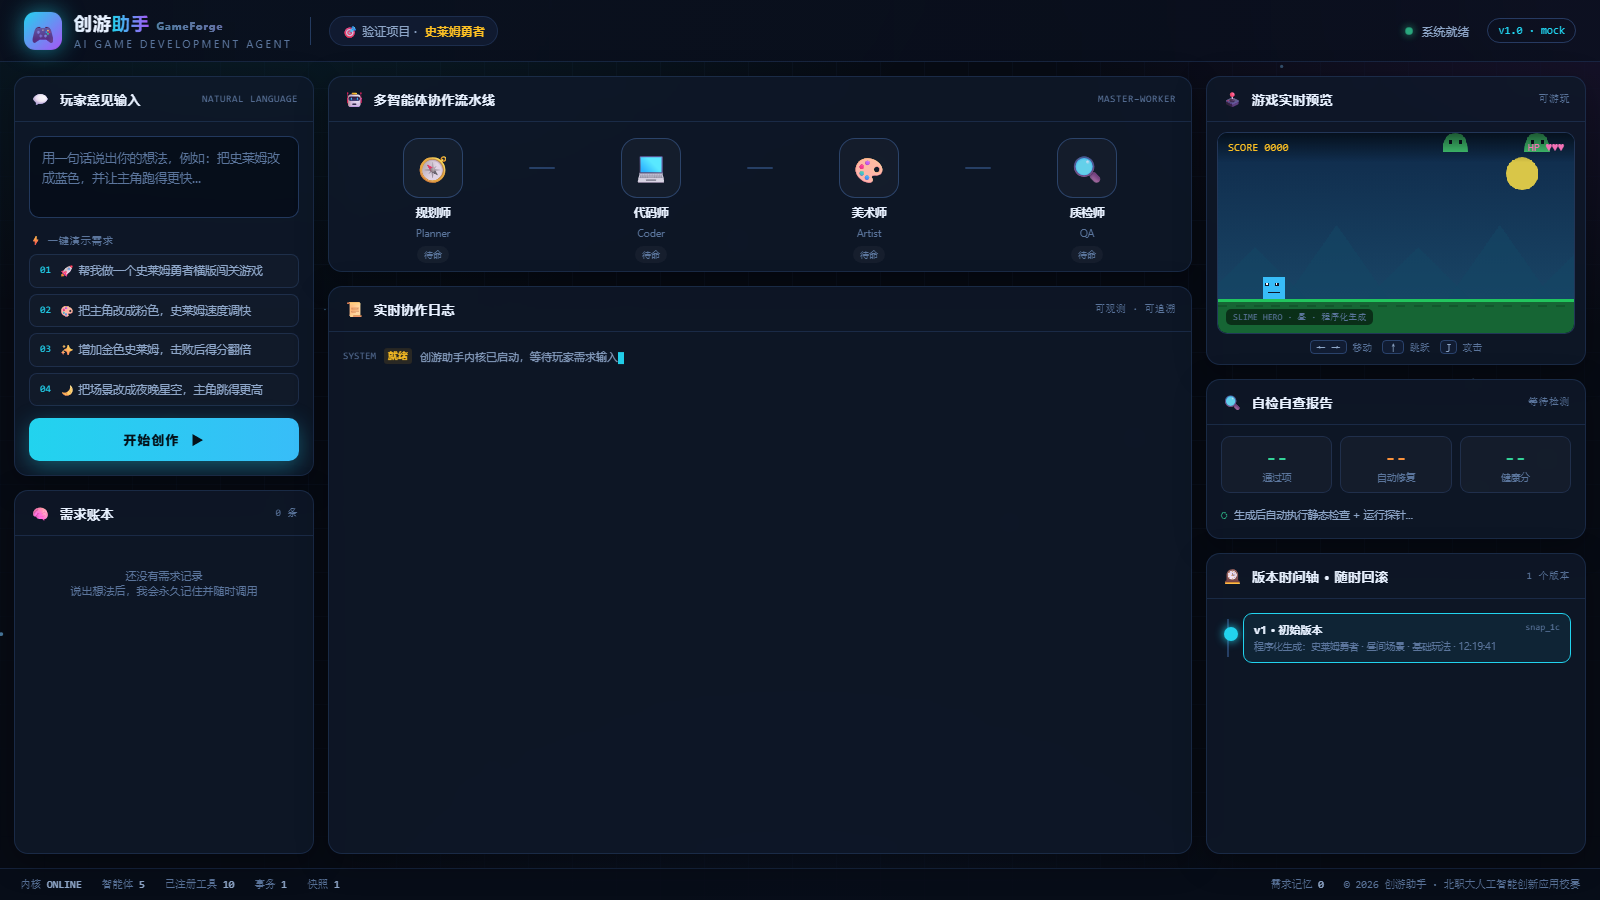 创游助手 GameForge
AI GAME DEVELOPMENT AGENT
验证项目 · 史莱姆勇者
系统就绪
v1.0 · mock
玩家意见输入
NATURAL LANGUAGE
用一句话说出你的想法，例如：把史莱姆改
成蓝色，并让主角跑得更快...
一键演示需求
01 帮我做一个史莱姆勇者横版闯关游戏
02 把主角改成粉色，史莱姆速度调快
03 增加金色史莱姆，击败后得分翻倍
04 把场景改成夜晚星空，主角跳得更高
开始创作 ▶
需求账本
0 条
还没有需求记录
说出想法后，我会永久记住并随时调用
多智能体协作流水线
MASTER-WORKER
规划师
Planner
待命
代码师
Coder
待命
美术师
Artist
待命
质检师
QA
待命
实时协作日志
可观测 · 可追溯
SYSTEM 就绪 创游助手内核已启动，等待玩家需求输入
游戏实时预览
可游玩
SCORE 0000
HP ♥♥♥
SLIME HERO · 昼 · 程序化生成
← → 移动 ↑ 跳跃 J 攻击
自检自查报告
等待检测
--
通过项
--
自动修复
--
健康分
生成后自动执行静态检查 + 运行探针...
版本时间轴 • 随时回滚
1 个版本
v1 • 初始版本
snap_1c
程序化生成：史莱姆勇者 · 昼间场景 · 基础玩法 · 12:19:41
内核 ONLINE 智能体 5 已注册工具 10 事务 1 快照 1
需求记忆 0 © 2026 创游助手 · 北职大人工智能创新应用校赛